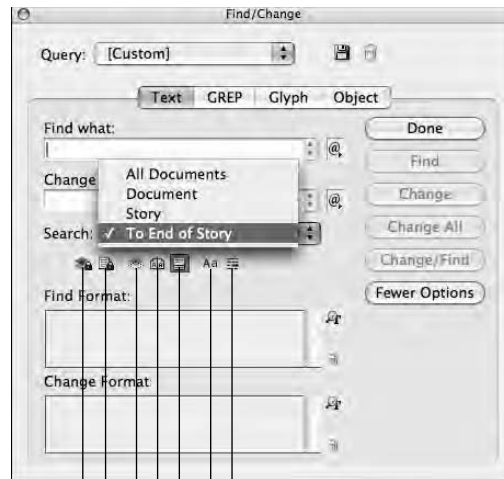 Find/Change
Query: [Custom]
Text GREP Glyph Object
Find what:
Done
Find
Change
All Documents
Document
Story
Search: ✓ To End of Story
Change
Change All
Change/Find
Aa
Find Format:
Fewer Options
Change Format